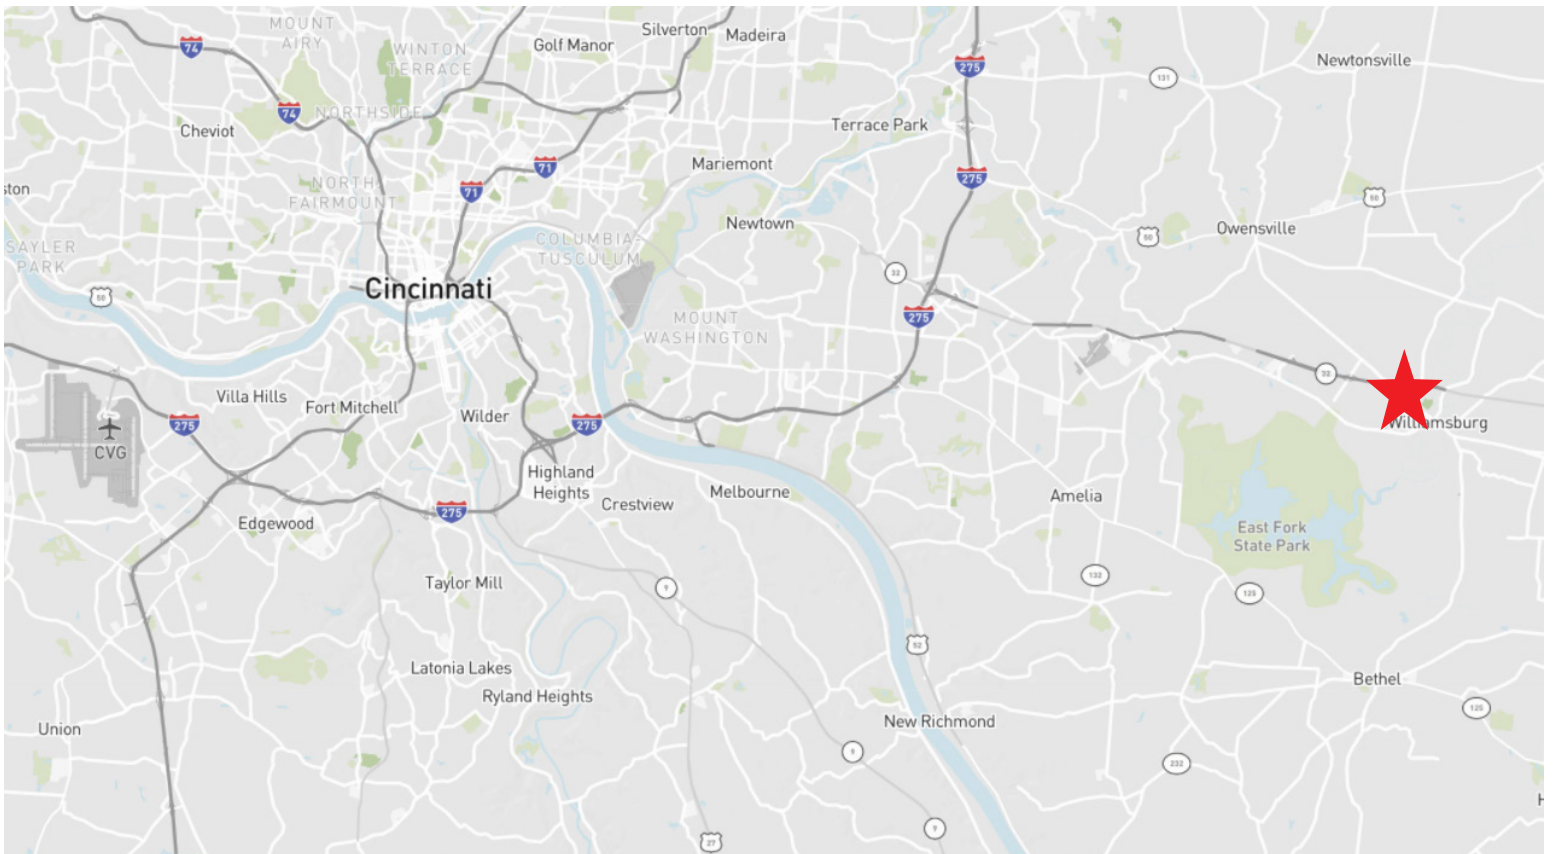 MOUNT
AIRY
WINTON
TERRACE
Golf Manor
Silverton
Madeira
74
275
131
Newtonsville
74
NORTHSIDE
Cheviot
Terrace Park
71
Mariemont
275
ston
NORTH
FAIRMOUNT
71
50
Newtown
50
Owensville
SAYLER
PARK
COLUMBIA-
TUSCULUM
32
Cincinnati
50
275
MOUNT
WASHINGTON
32
Villa Hills
Fort Mitchell
Wilder
275
275
Williamsburg
CVG
Highland
Heights
Crestview
Melbourne
Amelia
275
Edgewood
East Fork
State Park
Taylor Mill
9
132
125
52
Latonia Lakes
Ryland Heights
Bethel
125
Union
New Richmond
9
232
H
9
27